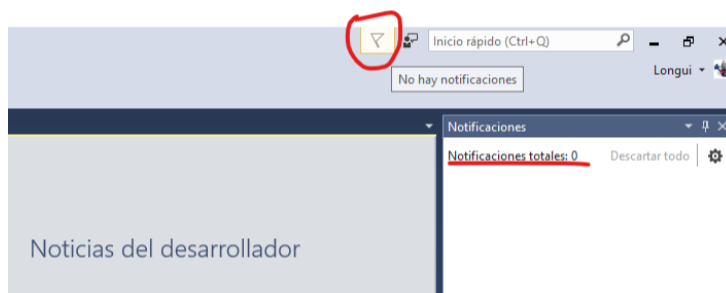 Inicio rápido (Ctrl+Q)
Longui
No hay notificaciones
Notificaciones
Notificaciones totales: 0
Descartar todo
Noticias del desarrollador